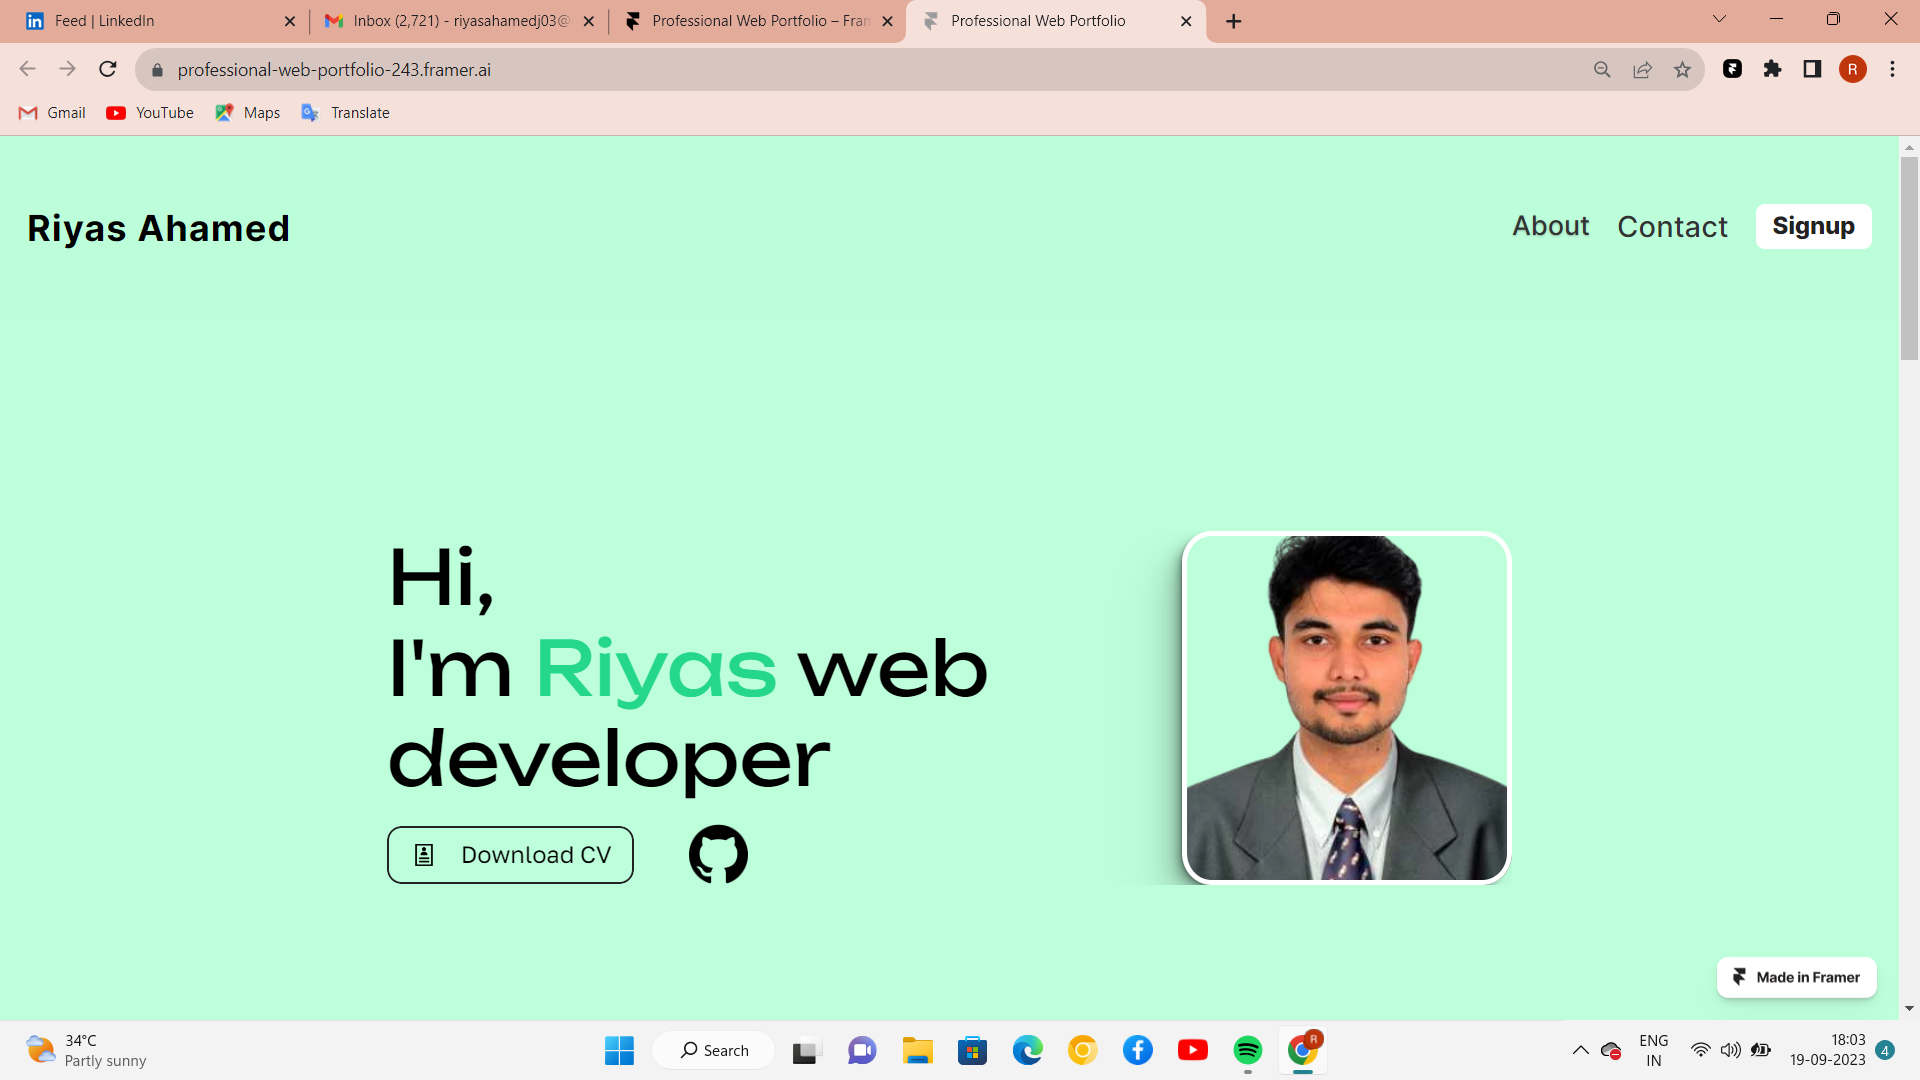 Feed | LinkedIn
Inbox (2,721) - riyasahamedj03@
Professional Web Portfolio – Fran
Professional Web Portfolio
professional-web-portfolio-243.framer.ai
R
Gmail
YouTube
Maps
Translate
Riyas Ahamed
About
Contact
Signup
Hi,
I'm Riyas web
developer
Download CV
Made in Framer
34°C
Partly sunny
Search
R
ENG
IN
18:03
19-09-2023
4